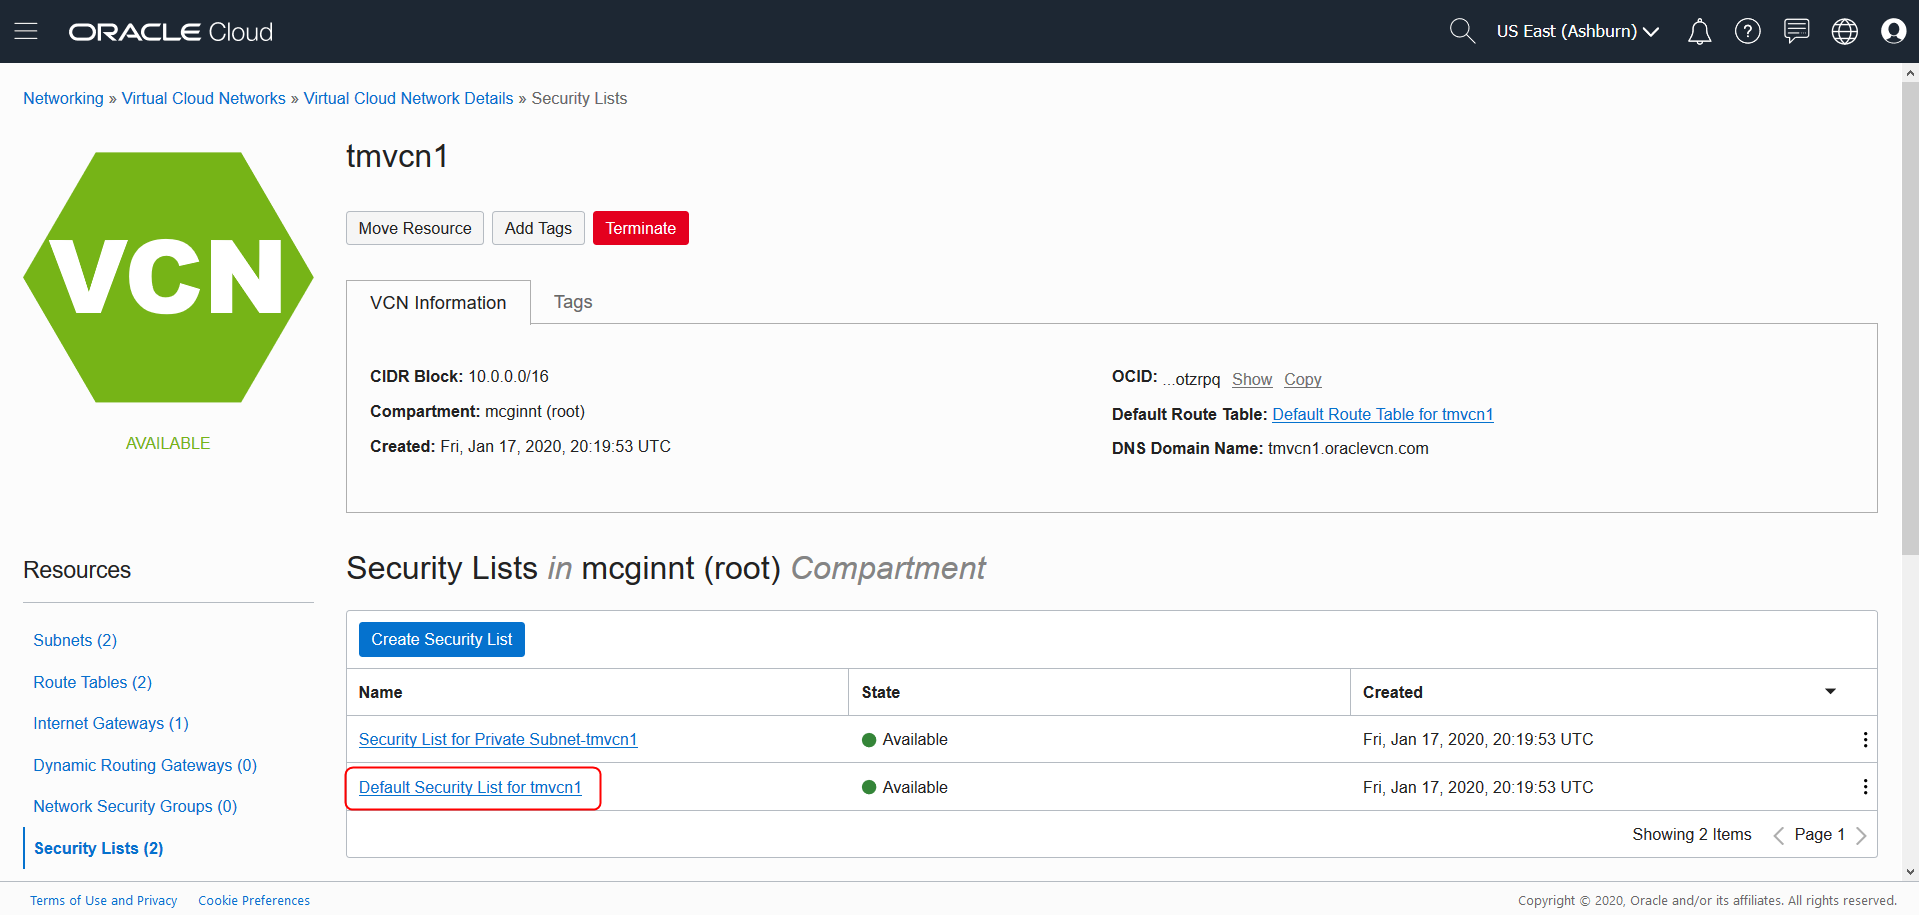 ORACLE Cloud
US East (Ashburn)
Networking » Virtual Cloud Networks » Virtual Cloud Network Details » Security Lists
VCN
AVAILABLE
tmvcn1
Move Resource Add Tags Terminate
VCN Information Tags
CIDR Block: 10.0.0.0/16
Compartment: mcginnt (root)
Created: Fri, Jan 17, 2020, 20:19:53 UTC
OCID: ...otzrpq Show Copy
Default Route Table: Default Route Table for tmvcn1
DNS Domain Name: tmvcn1.oraclevcn.com
Resources
Subnets (2)
Route Tables (2)
Internet Gateways (1)
Dynamic Routing Gateways (0)
Network Security Groups (0)
Security Lists (2)
Security Lists in mcginnt (root) Compartment
Create Security List
Name State Created
Security List for Private Subnet-tmvcn1 Available Fri, Jan 17, 2020, 20:19:53 UTC
Default Security List for tmvcn1 Available Fri, Jan 17, 2020, 20:19:53 UTC
Showing 2 Items Page 1
Terms of Use and Privacy Cookie Preferences
Copyright © 2020, Oracle and/or its affiliates. All rights reserved.